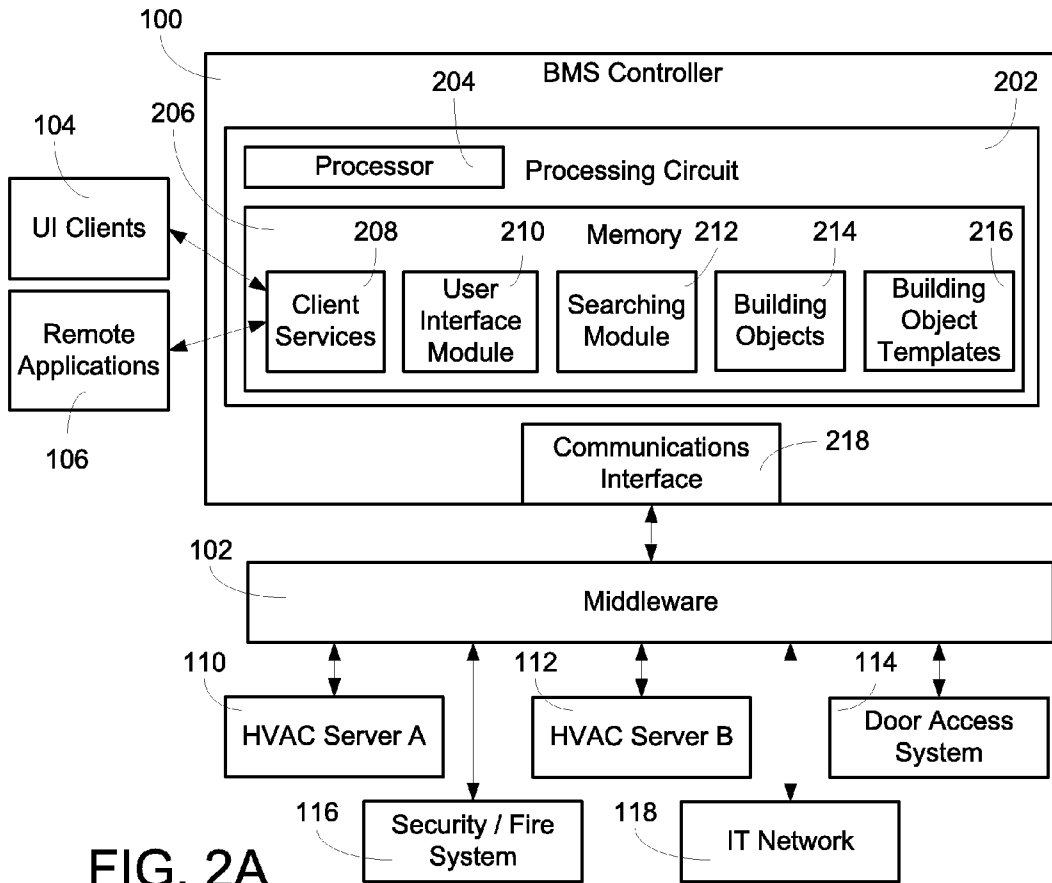 100
BMS Controller
204
202
206
104
Processor
Processing Circuit
UI Clients
208
210
Memory
212
214
216
Client
Services
User
Interface
Module
Searching
Module
Building
Objects
Building
Object
Templates
Remote
Applications
106
Communications
Interface
218
102
Middleware
110
112
114
HVAC Server A
HVAC Server B
Door Access
System
116
Security / Fire
System
118
IT Network
FIG. 2A